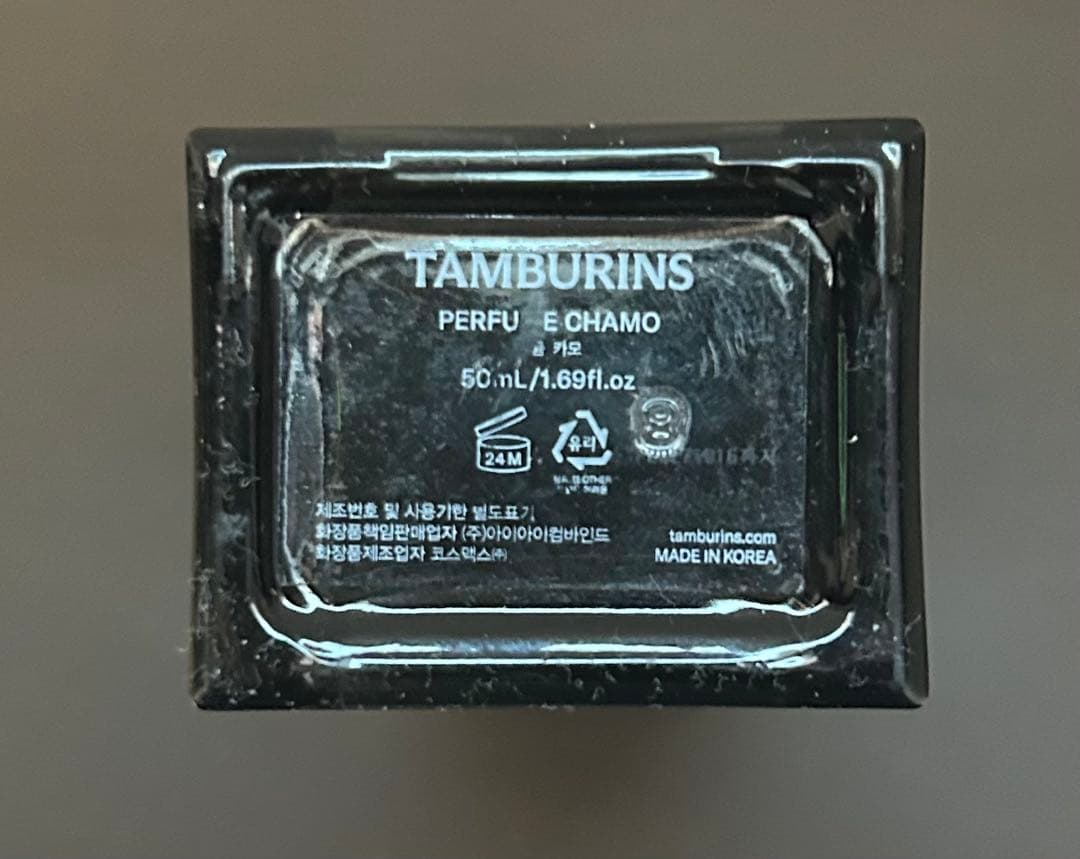 TAMBURINS
PERFU E CHAMO
카모
50mL/1.69fl.oz
24M
유리
OTHER
제조번호 및 사용기한 별도표기
화장품책임판매업자 (주)아이아이컴바인드
화장품제조업자 코스맥스㈜
tamburins.com
MADE IN KOREA